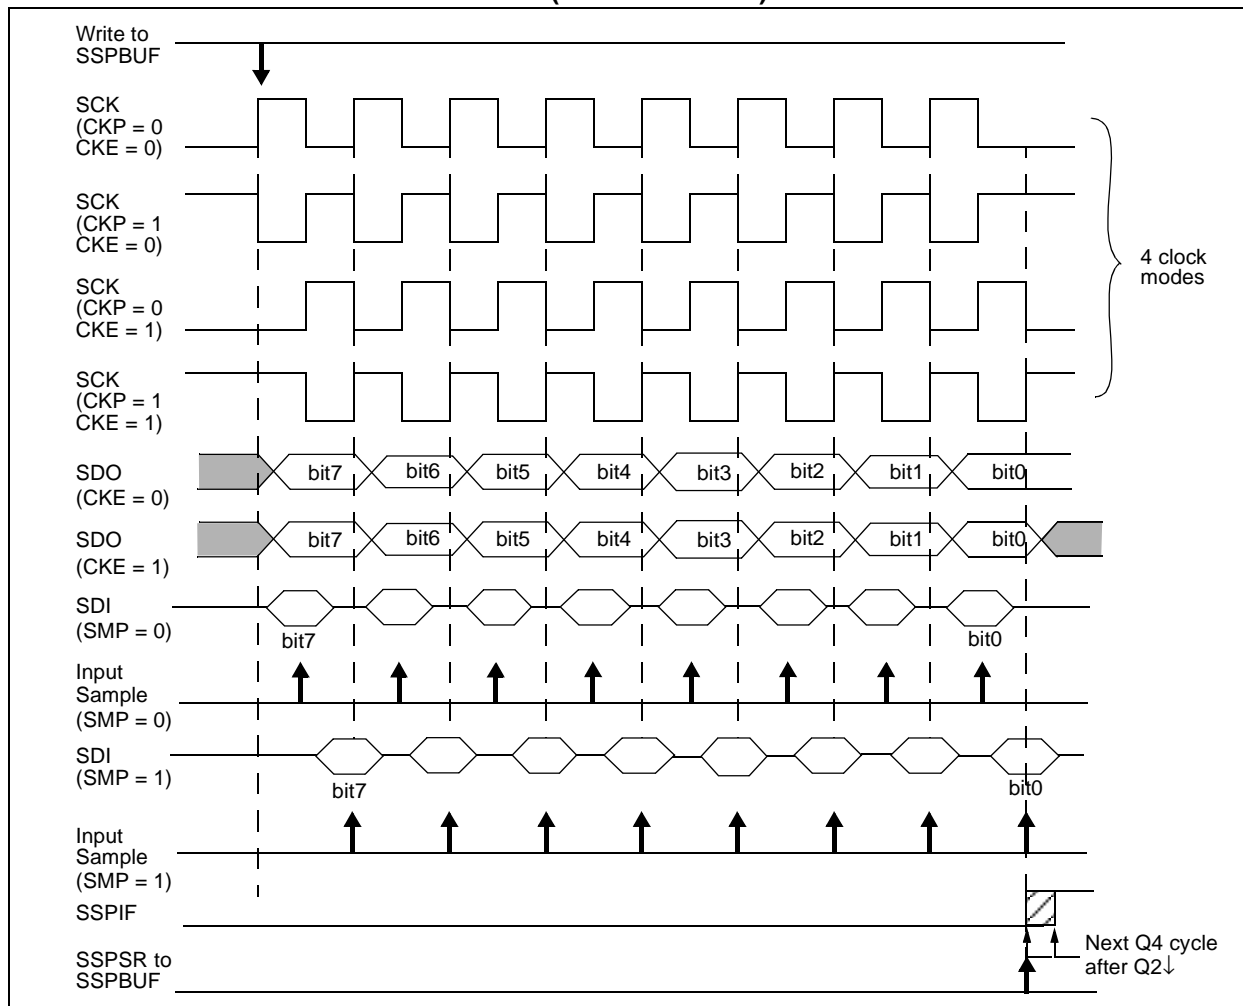 Write to
SSPBUF
SCK
(CKP = 0
CKE = 0)
SCK
(CKP = 1
CKE = 0)
4 clock
modes
SCK
(CKP = 0
CKE = 1)
SCK
(CKP = 1
CKE = 1)
SDO
(CKE = 0)
bit7 bit6 bit5 bit4 bit3 bit2 bit1 bit0
SDO
(CKE = 1)
bit7 bit6 bit5 bit4 bit3 bit2 bit1 bit0
SDI
(SMP = 0)
bit7 bit0
Input
Sample
(SMP = 0)
SDI
(SMP = 1)
bit7 bit0
Input
Sample
(SMP = 1)
SSPIF
Next Q4 cycle
after Q2↓
SSPSR to
SSPBUF